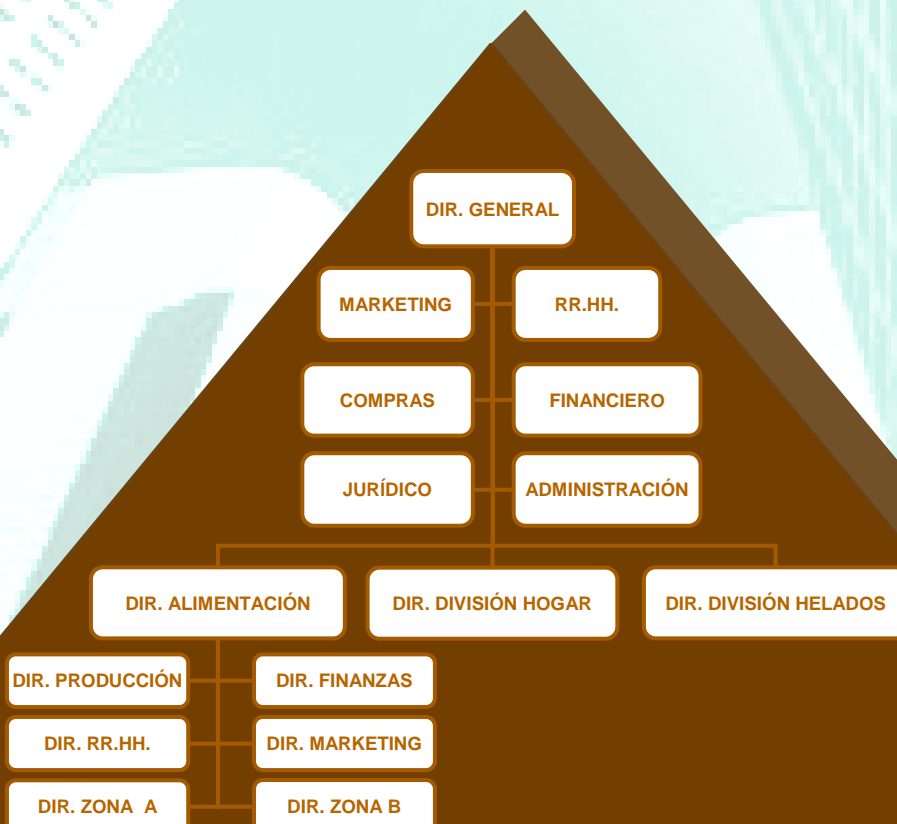 DIR. GENERAL
MARKETING
RR.HH.
COMPRAS
FINANCIERO
JURÍDICO
ADMINISTRACIÓN
DIR. ALIMENTACIÓN
DIR. DIVISIÓN HOGAR
DIR. DIVISIÓN HELADOS
DIR. PRODUCCIÓN
DIR. FINANZAS
DIR. RR.HH.
DIR. MARKETING
DIR. ZONA A
DIR. ZONA B